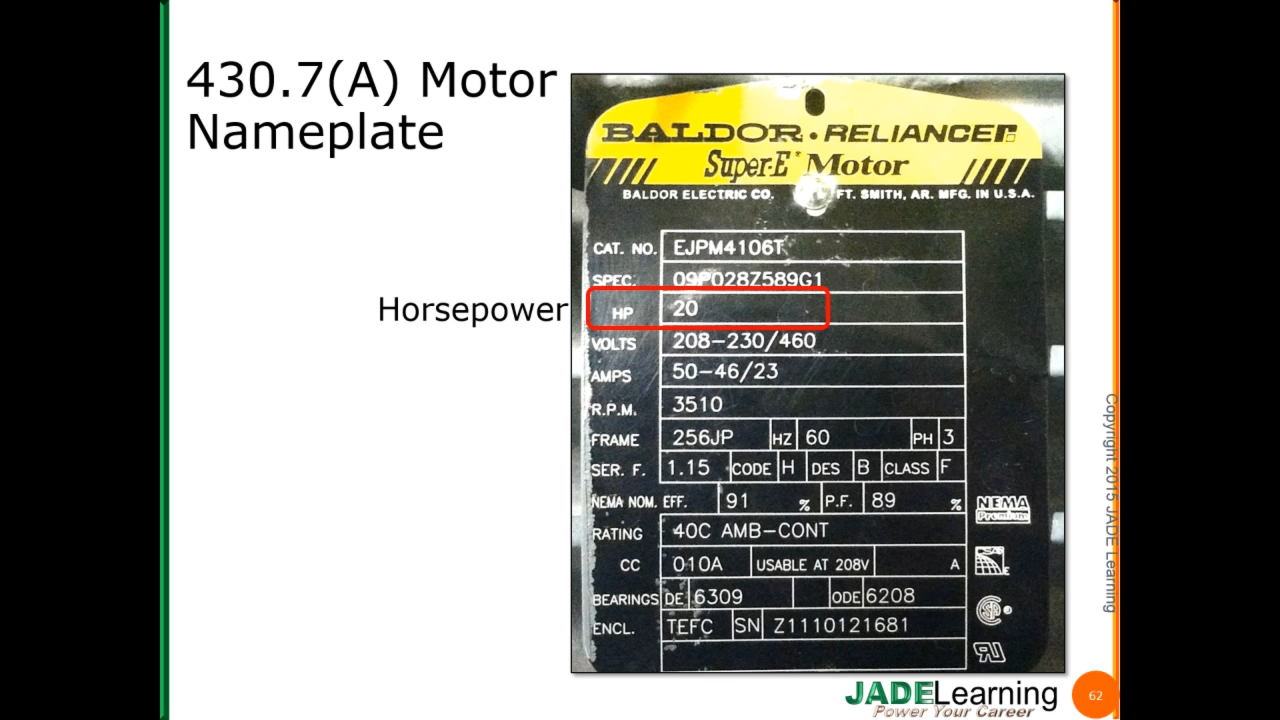 430.7(A) Motor
Nameplate
BALDOR • RELIANCER
Super-E Motor
BALDOR ELECTRIC CO. FT. SMITH, AR. MFG. IN U.S.A.
CAT. NO. EJPM4106T
SPEC. 09P028Z589G1
Horsepower
HP 20
VOLTS 208-230/460
AMPS 50-46/23
R.P.M. 3510
FRAME 256JP HZ 60 PH 3
SER. F. 1.15 CODE H DES B CLASS F
NEMA NOM. EFF. 91 % P.F. 89 %
NEMA
Premium
RATING 40C AMB-CONT
CC 010A USABLE AT 208V A
BEARINGS DE 6309 ODE 6208
ENCL. TEFC SN Z1110121681
Copyright 2015 JADE Learning
JADELearning
Power Your Career
62